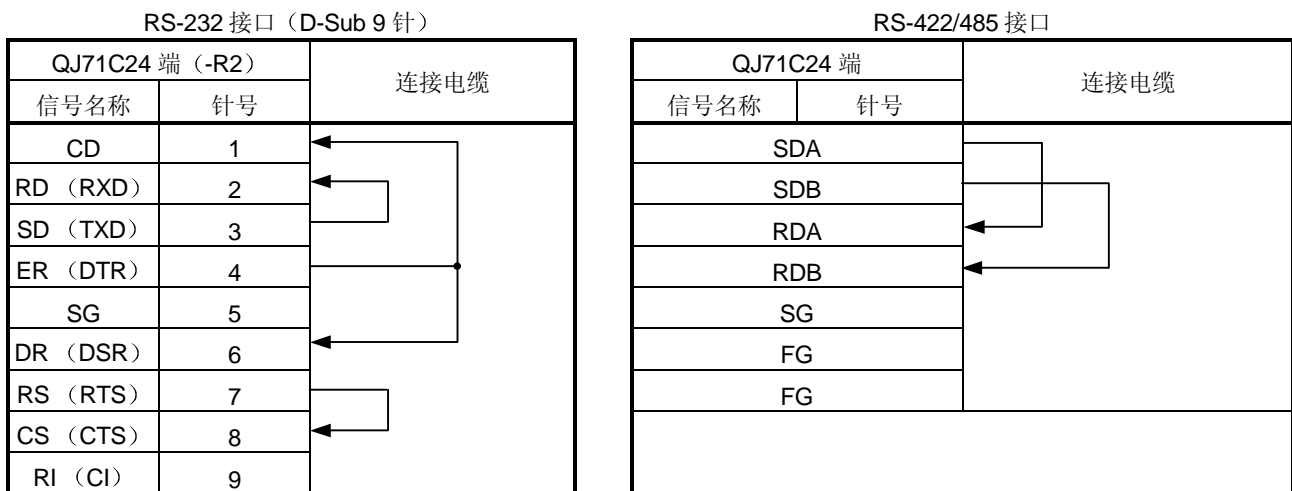 RS-232 接口（D-Sub 9 针）
QJ71C24 端（-R2）
连接电缆
信号名称 针号
CD 1
RD （RXD） 2
SD （TXD） 3
ER （DTR） 4
SG 5
DR （DSR） 6
RS （RTS） 7
CS （CTS） 8
RI （CI） 9
RS-422/485 接口
QJ71C24 端
连接电缆
信号名称 针号
SDA
SDB
RDA
RDB
SG
FG
FG